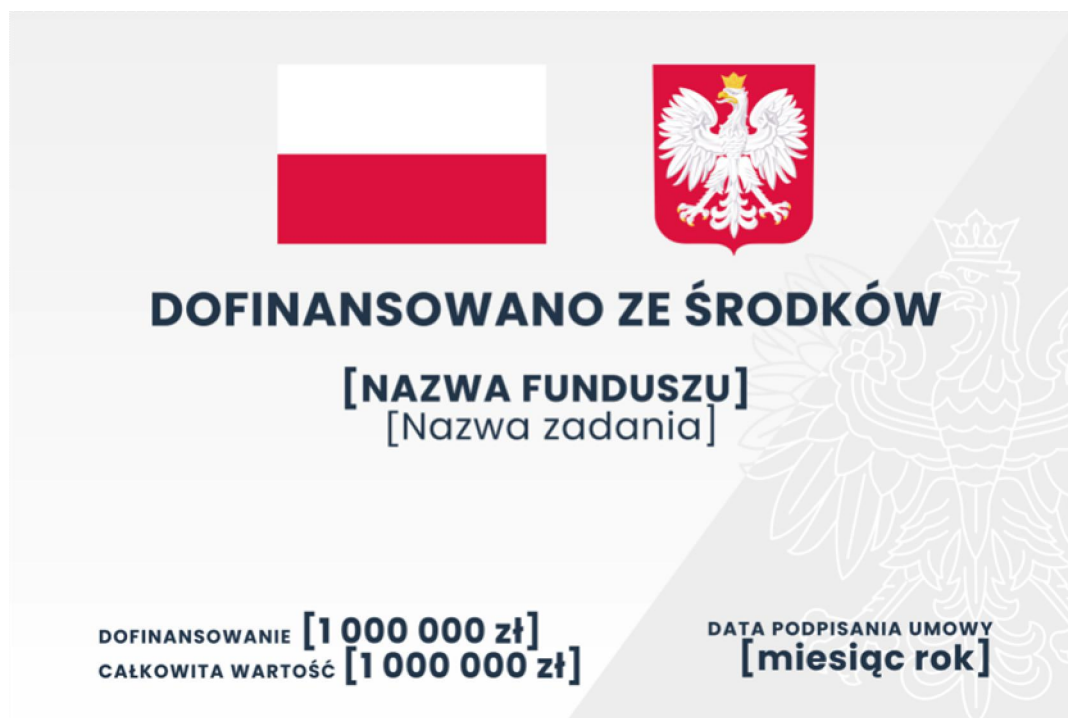 DOFINANSOWANO ZE ŚRODKÓW
[NAZWA FUNDUSZU]
[Nazwa zadania]
DOFINANSOWANIE [1 000 000 zł]
CAŁKOWITA WARTOŚĆ [1 000 000 zł]
DATA PODPISANIA UMOWY
[miesiąc rok]